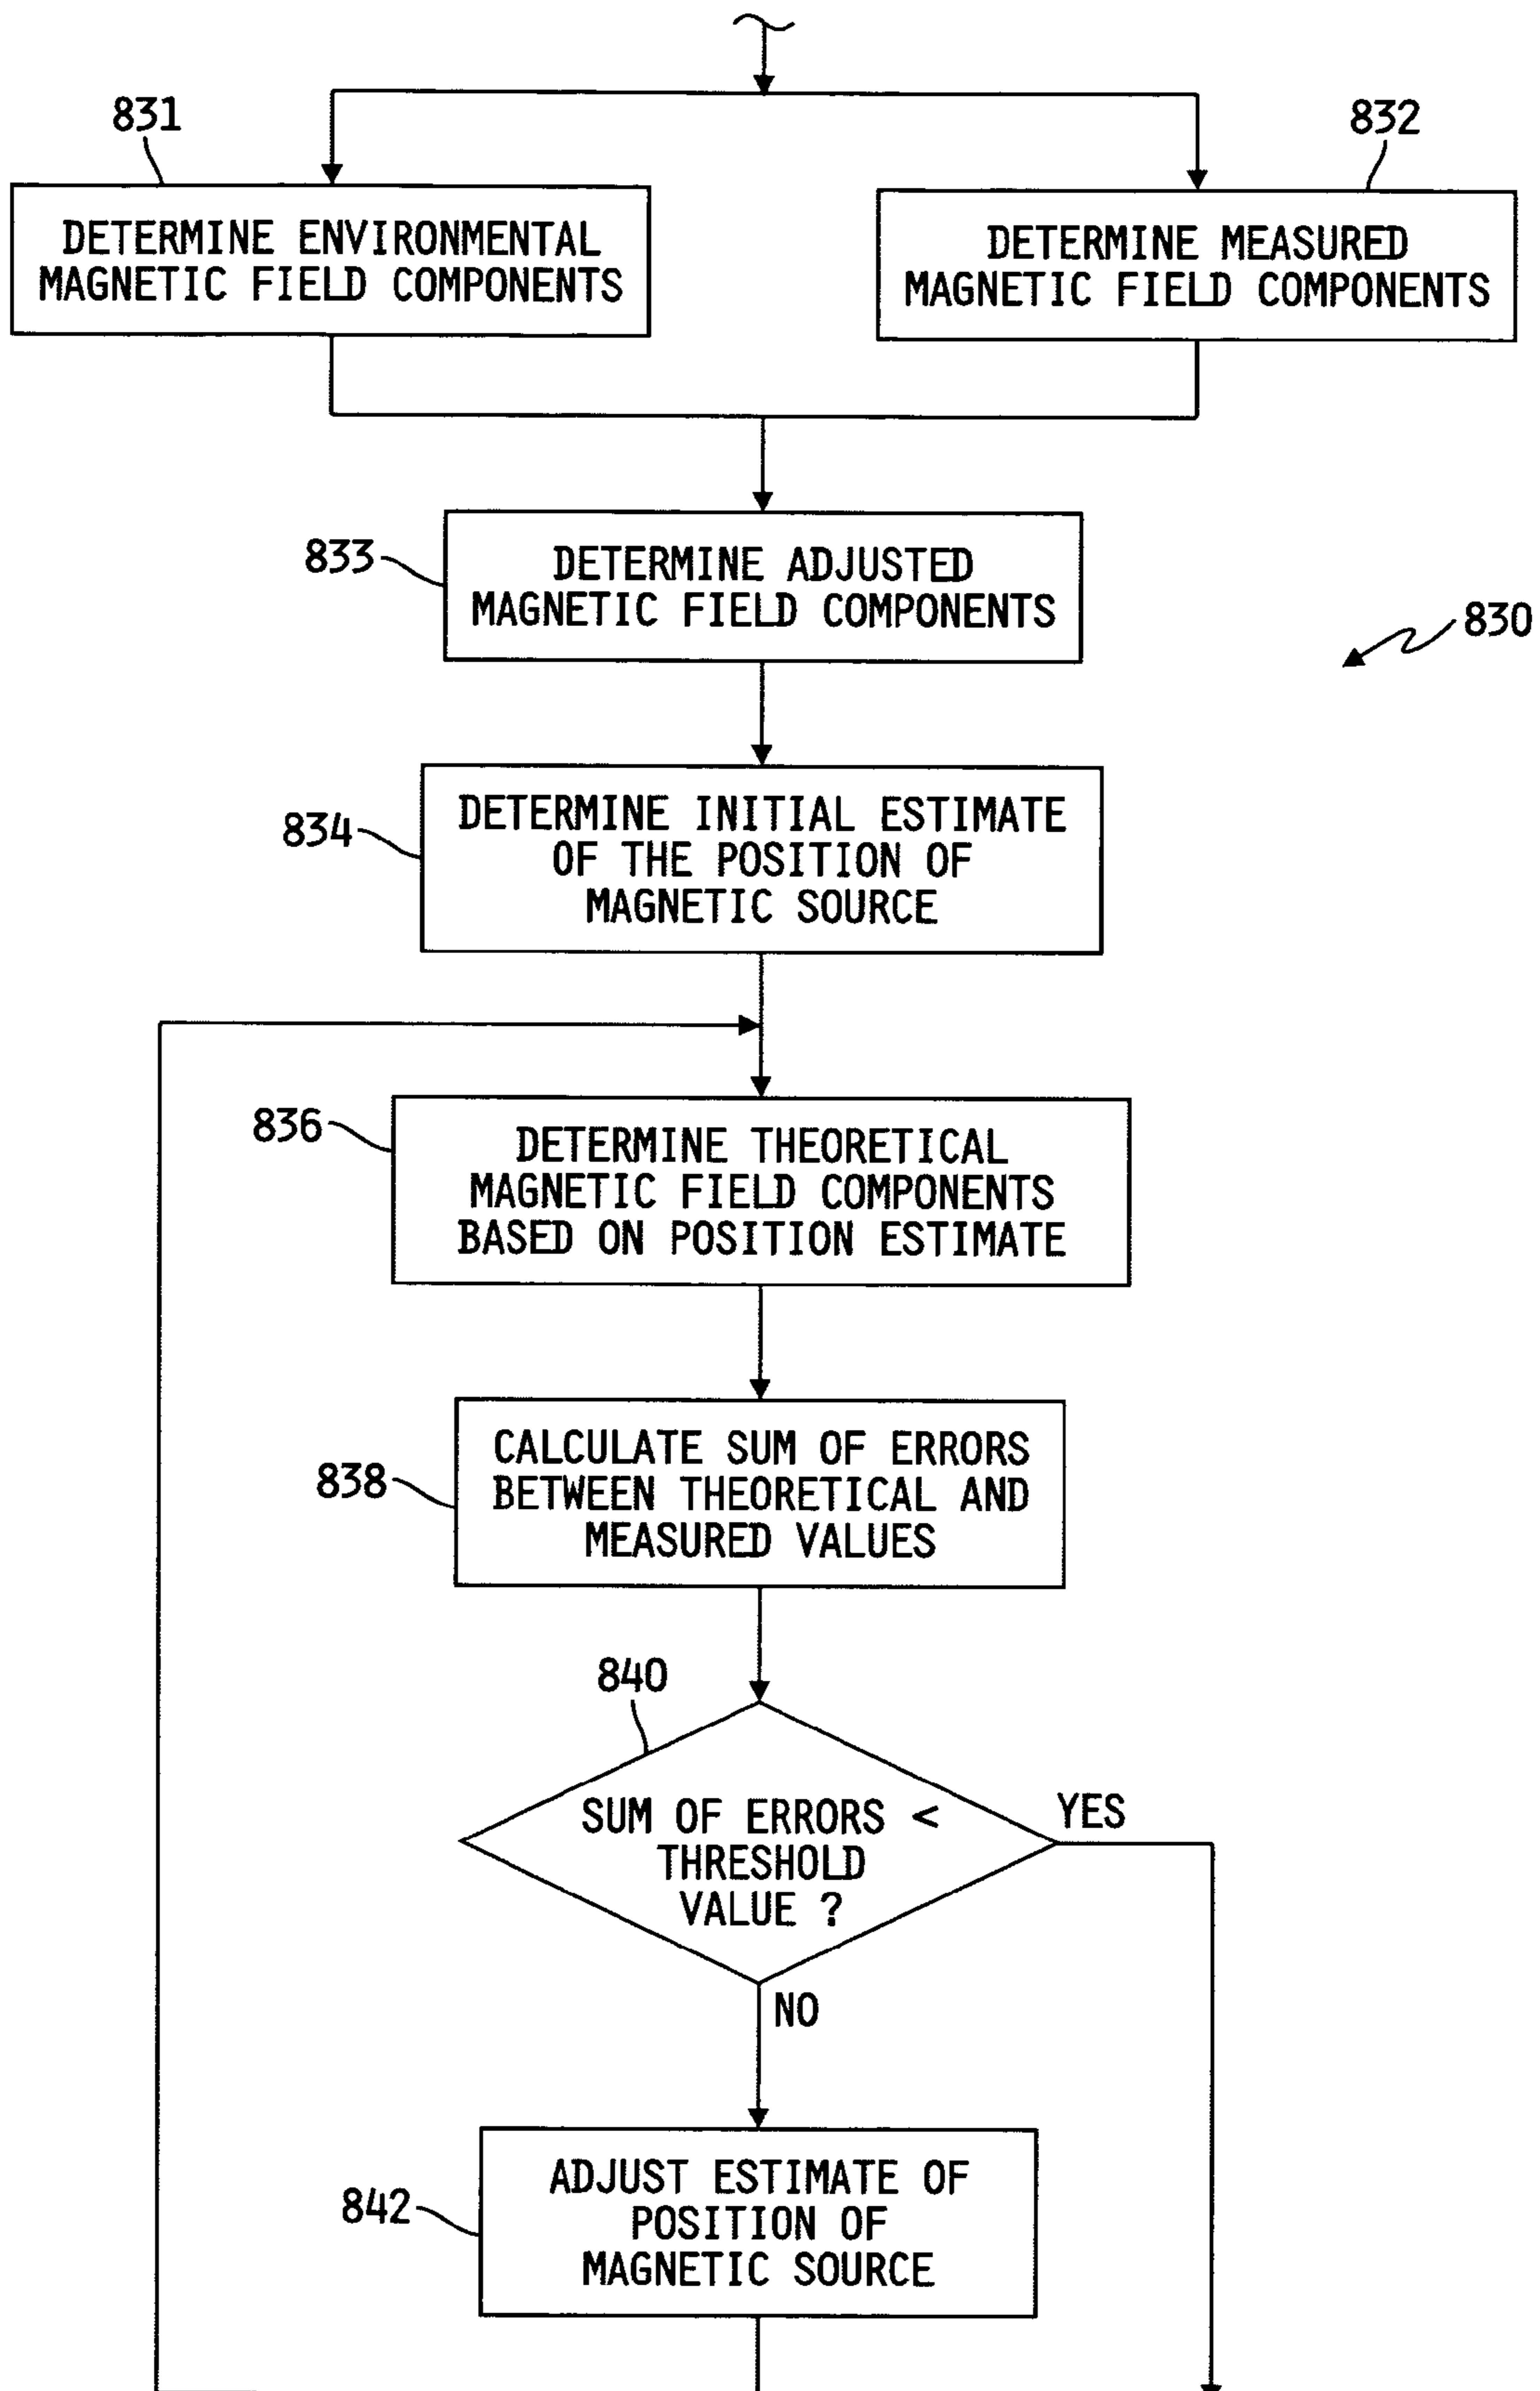 831
832
DETERMINE ENVIRONMENTAL
MAGNETIC FIELD COMPONENTS
DETERMINE MEASURED
MAGNETIC FIELD COMPONENTS
833
DETERMINE ADJUSTED
MAGNETIC FIELD COMPONENTS
830
834
DETERMINE INITIAL ESTIMATE
OF THE POSITION OF
MAGNETIC SOURCE
836
DETERMINE THEORETICAL
MAGNETIC FIELD COMPONENTS
BASED ON POSITION ESTIMATE
838
CALCULATE SUM OF ERRORS
BETWEEN THEORETICAL AND
MEASURED VALUES
840
SUM OF ERRORS <
THRESHOLD
VALUE ?
YES
NO
842
ADJUST ESTIMATE OF
POSITION OF
MAGNETIC SOURCE